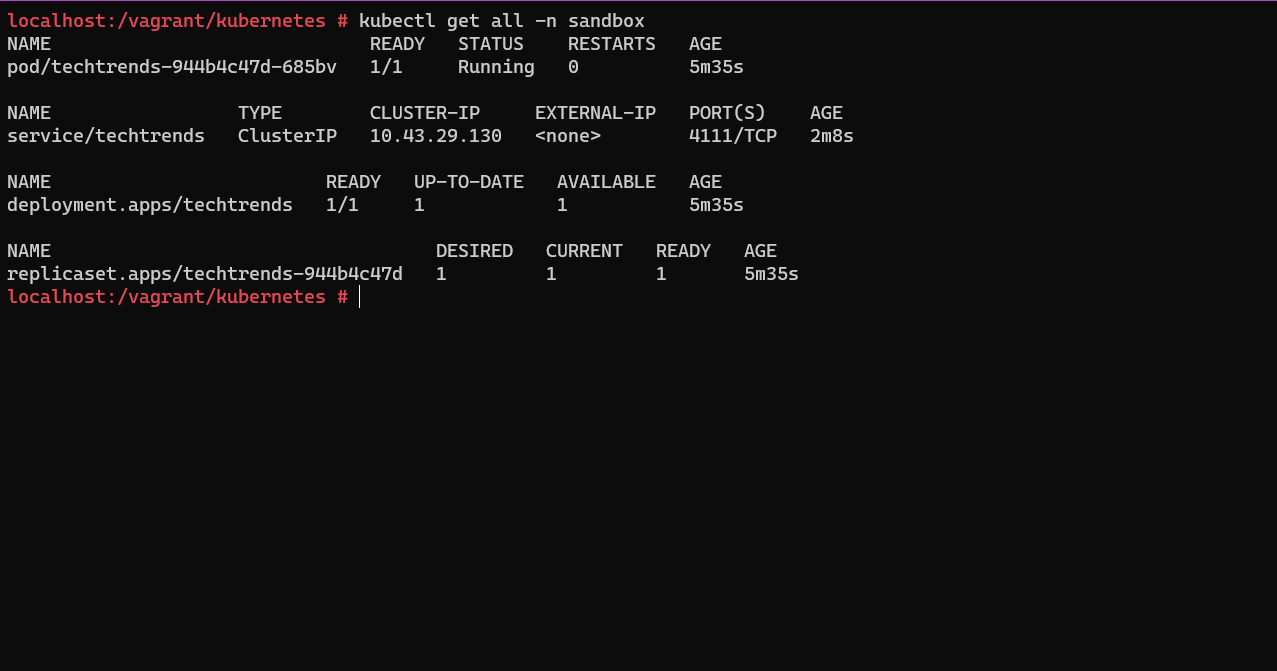 localhost:/vagrant/kubernetes # kubectl get all -n sandbox
NAME                             READY   STATUS    RESTARTS   AGE
pod/techtrends-944b4c47d-685bv   1/1     Running   0          5m35s

NAME                 TYPE        CLUSTER-IP     EXTERNAL-IP   PORT(S)   AGE
service/techtrends   ClusterIP   10.43.29.130   <none>        4111/TCP   2m8s

NAME                         READY   UP-TO-DATE   AVAILABLE   AGE
deployment.apps/techtrends   1/1     1            1           5m35s

NAME                                   DESIRED   CURRENT   READY   AGE
replicaset.apps/techtrends-944b4c47d   1         1         1       5m35s
localhost:/vagrant/kubernetes #